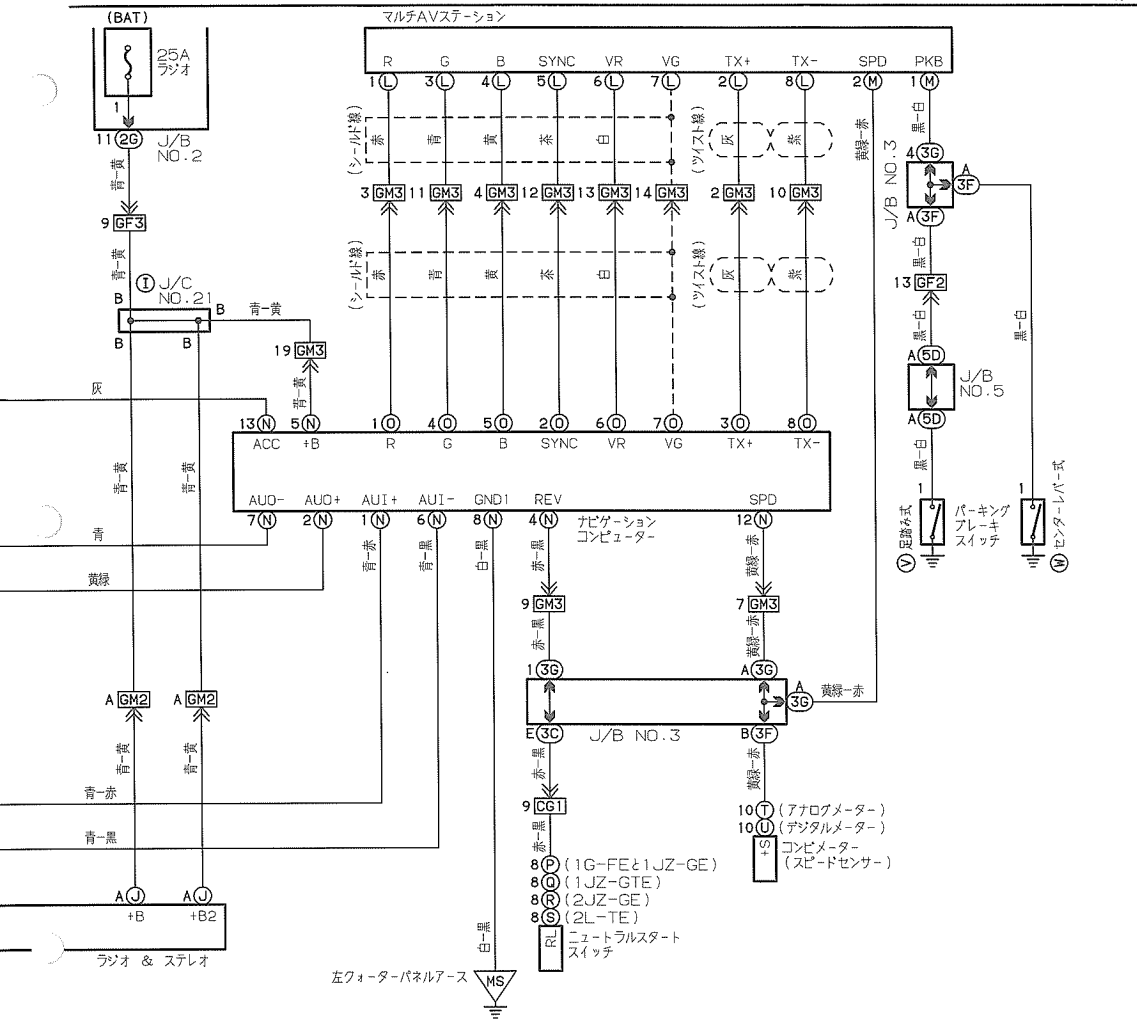 (BAT)
マルチAVステーション
25A
ラジオ
R G B SYNC VR VG TX+ TX- SPD PKB
1 L 3 L 4 L 5 L 6 L 7 L 2 L 8 L 2 M 1 M
1
11 2G
J/B
NO.2
(シールド線)
赤 青 黄 茶 白
(ツイスト線)
灰 紫
黄緑-赤
黒-白
4 3G
J/B NO.3
A
3F
青-黄
3 GM3 11 GM3 4 GM3 12 GM3 13 GM3 14 GM3 2 GM3 10 GM3
A 3F
9 GF3
青-黄
(シールド線)
赤 青 黄 茶 白
(ツイスト線)
灰 紫
黒-白
13 GF2
I J/C
NO.21
B B
B B
青-黄
19 GM3
青-黄
黒-白
黒-白
A 5D
J/B
NO.5
A 5D
灰
13 N 5 N 1 O 4 O 5 O 2 O 6 O 7 O 3 O 8 O
ACC +B R G B SYNC VR VG TX+ TX-
青-黄 青-黄
黒-白
AUO- AUO+ AUI+ AUI- GND1 REV SPD
7 N 2 N 1 N 6 N 8 N 4 N 12 N
ナビゲーション
コンピューター
1 1
V 足踏み式
パーキング
ブレーキ
スイッチ
W センターレバー式
青
黄緑
青-赤 青-黒 白-黒 赤-黒 黄緑-赤
9 GM3 7 GM3
赤-黒 黄緑-赤
1 3G A 3G
A
3G
黄緑-赤
A GM2 A GM2
E 3C J/B NO.3 B 3F
青-黄 青-黄
赤-黒 黄緑-赤
青-赤
9 CG1
10 T (アナログメーター)
10 U (デジタルメーター)
+S
コンビメーター
(スピードセンサー)
青-黒
赤-黒
8 P (1G-FEと1JZ-GE)
8 Q (1JZ-GTE)
8 R (2JZ-GE)
8 S (2L-TE)
RL
ニュートラルスタート
スイッチ
A J A J
+B +B2
ラジオ & ステレオ
白-黒
左クォーターパネルアース
MS